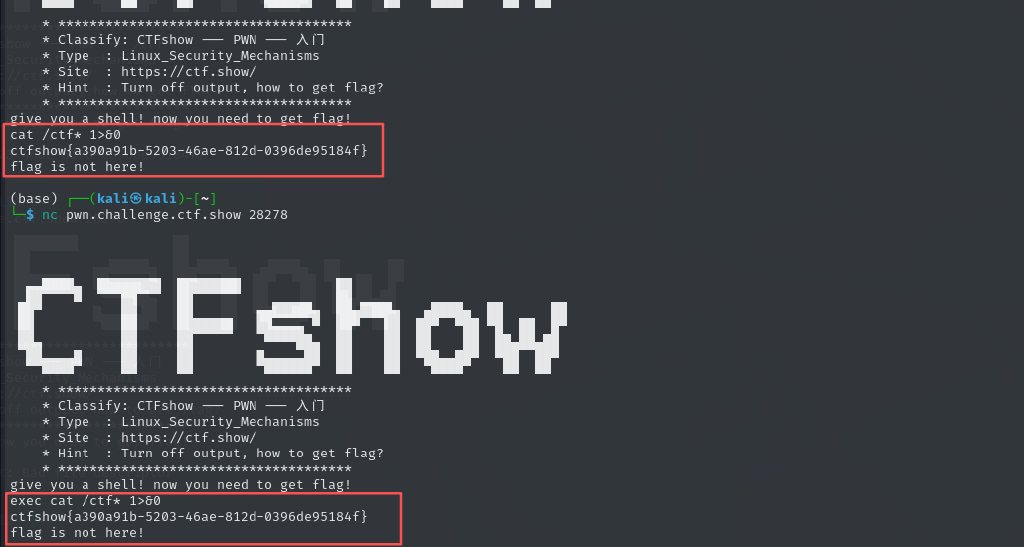 * ************************************
* Classify: CTFshow --- PWN --- 入门
* Type  : Linux_Security_Mechanisms
* Site  : https://ctf.show/
* Hint  : Turn off output, how to get flag?
* ************************************
give you a shell! now you need to get flag!
cat /ctf* 1>&0
ctfshow{a390a91b-5203-46ae-812d-0396de95184f}
flag is not here!
(base) ┌──(kali㉿kali)-[~]
└─$ nc pwn.challenge.ctf.show 28278
CTFshow
* ************************************
* Classify: CTFshow --- PWN --- 入门
* Type  : Linux_Security_Mechanisms
* Site  : https://ctf.show/
* Hint  : Turn off output, how to get flag?
* ************************************
give you a shell! now you need to get flag!
exec cat /ctf* 1>&0
ctfshow{a390a91b-5203-46ae-812d-0396de95184f}
flag is not here!